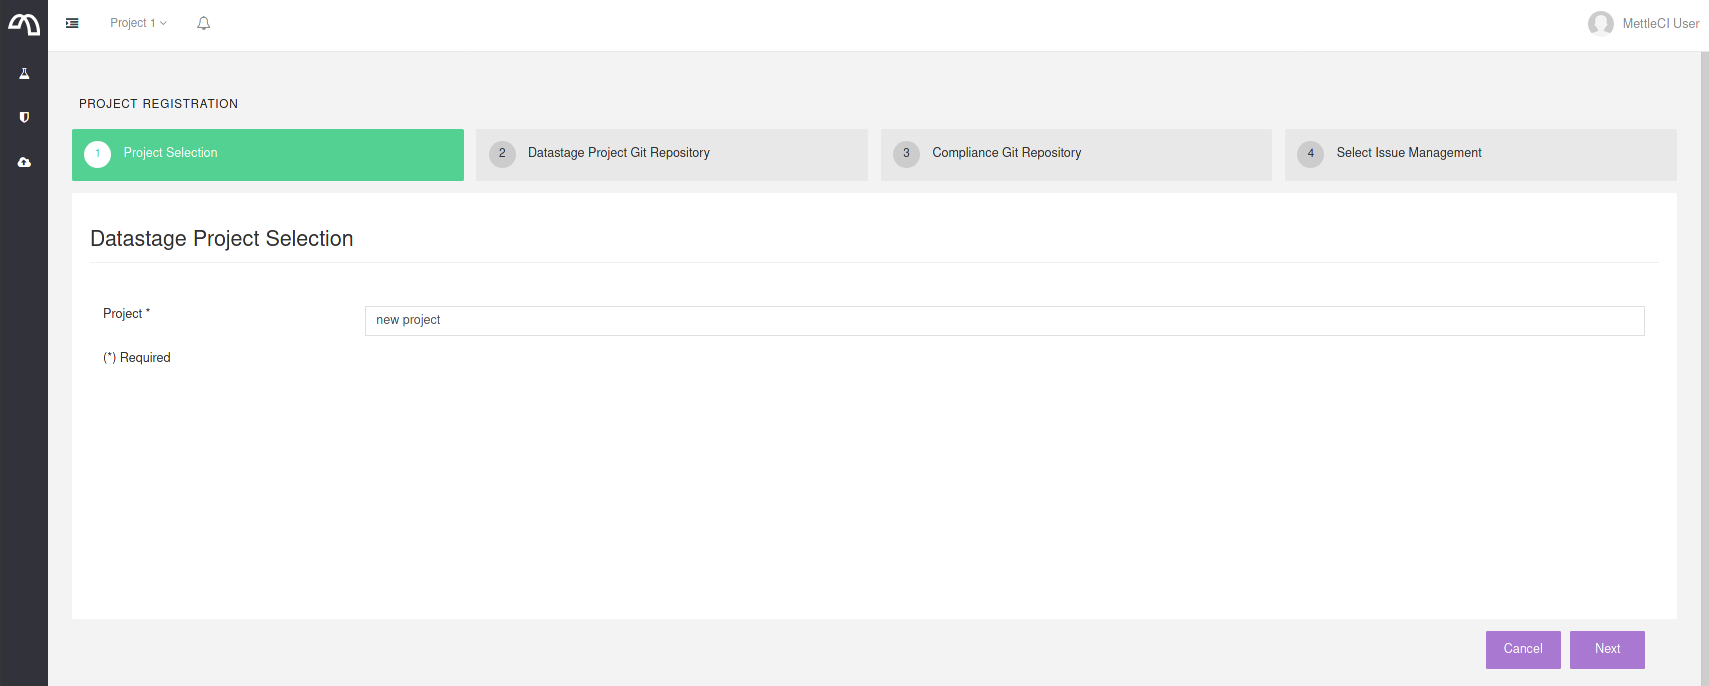 Project 1
MettleCI User
PROJECT REGISTRATION
1 Project Selection
2 Datastage Project Git Repository
3 Compliance Git Repository
4 Select Issue Management
Datastage Project Selection
Project *
new project
(*) Required
Cancel
Next